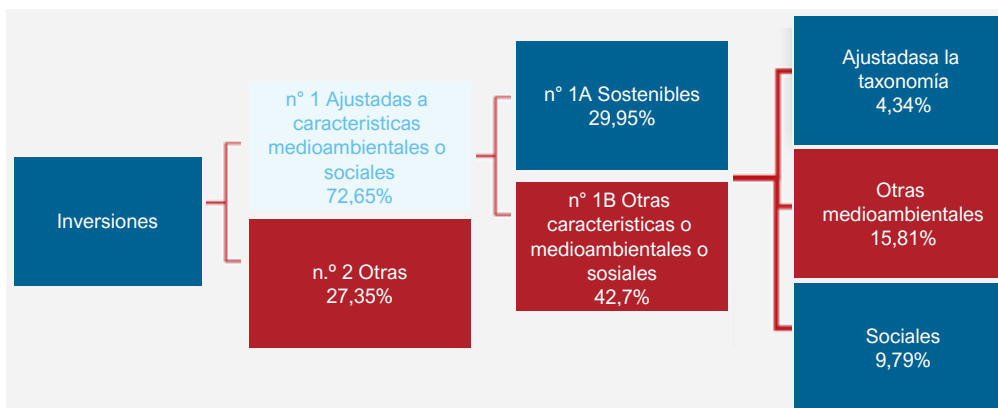 Inversiones
n° 1 Ajustadas a
caracteristicas
medioambientales o
sociales
72,65%
n.º 2 Otras
27,35%
n° 1A Sostenibles
29,95%
n° 1B Otras
caracteristicas o
medioambientales o
sosiales
42,7%
Ajustadasa la
taxonomía
4,34%
Otras
medioambientales
15,81%
Sociales
9,79%